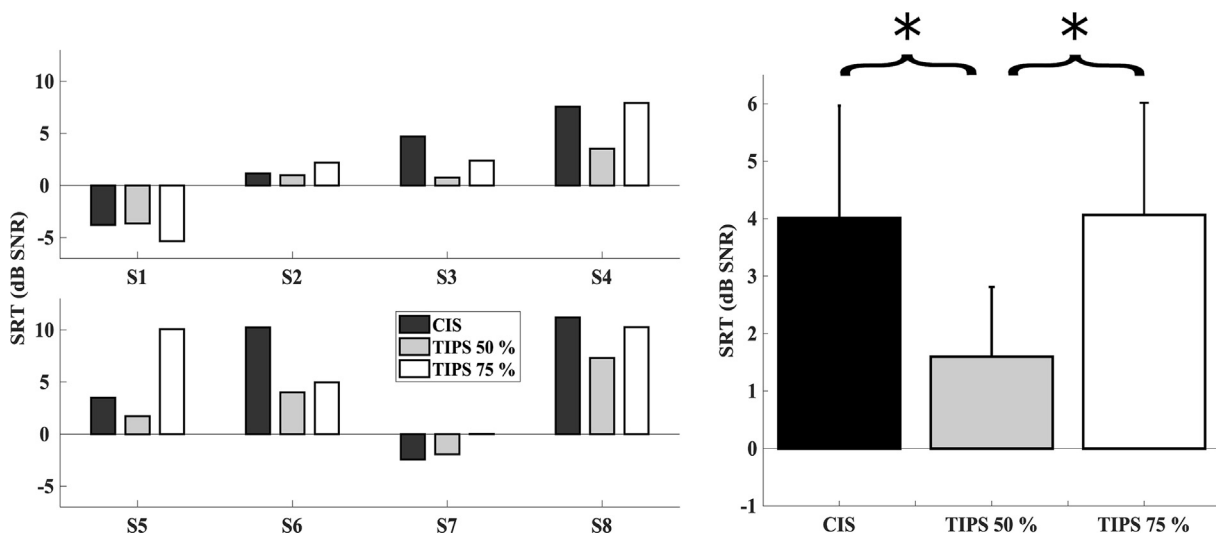 SRT (dB SNR)
10
5
0
-5
S1 S2 S3 S4
10
5
0
-5
S5 S6 S7 S8
CIS
TIPS 50 %
TIPS 75 %
* *
SRT (dB SNR)
6
5
4
3
2
1
0
-1
CIS TIPS 50 % TIPS 75 %